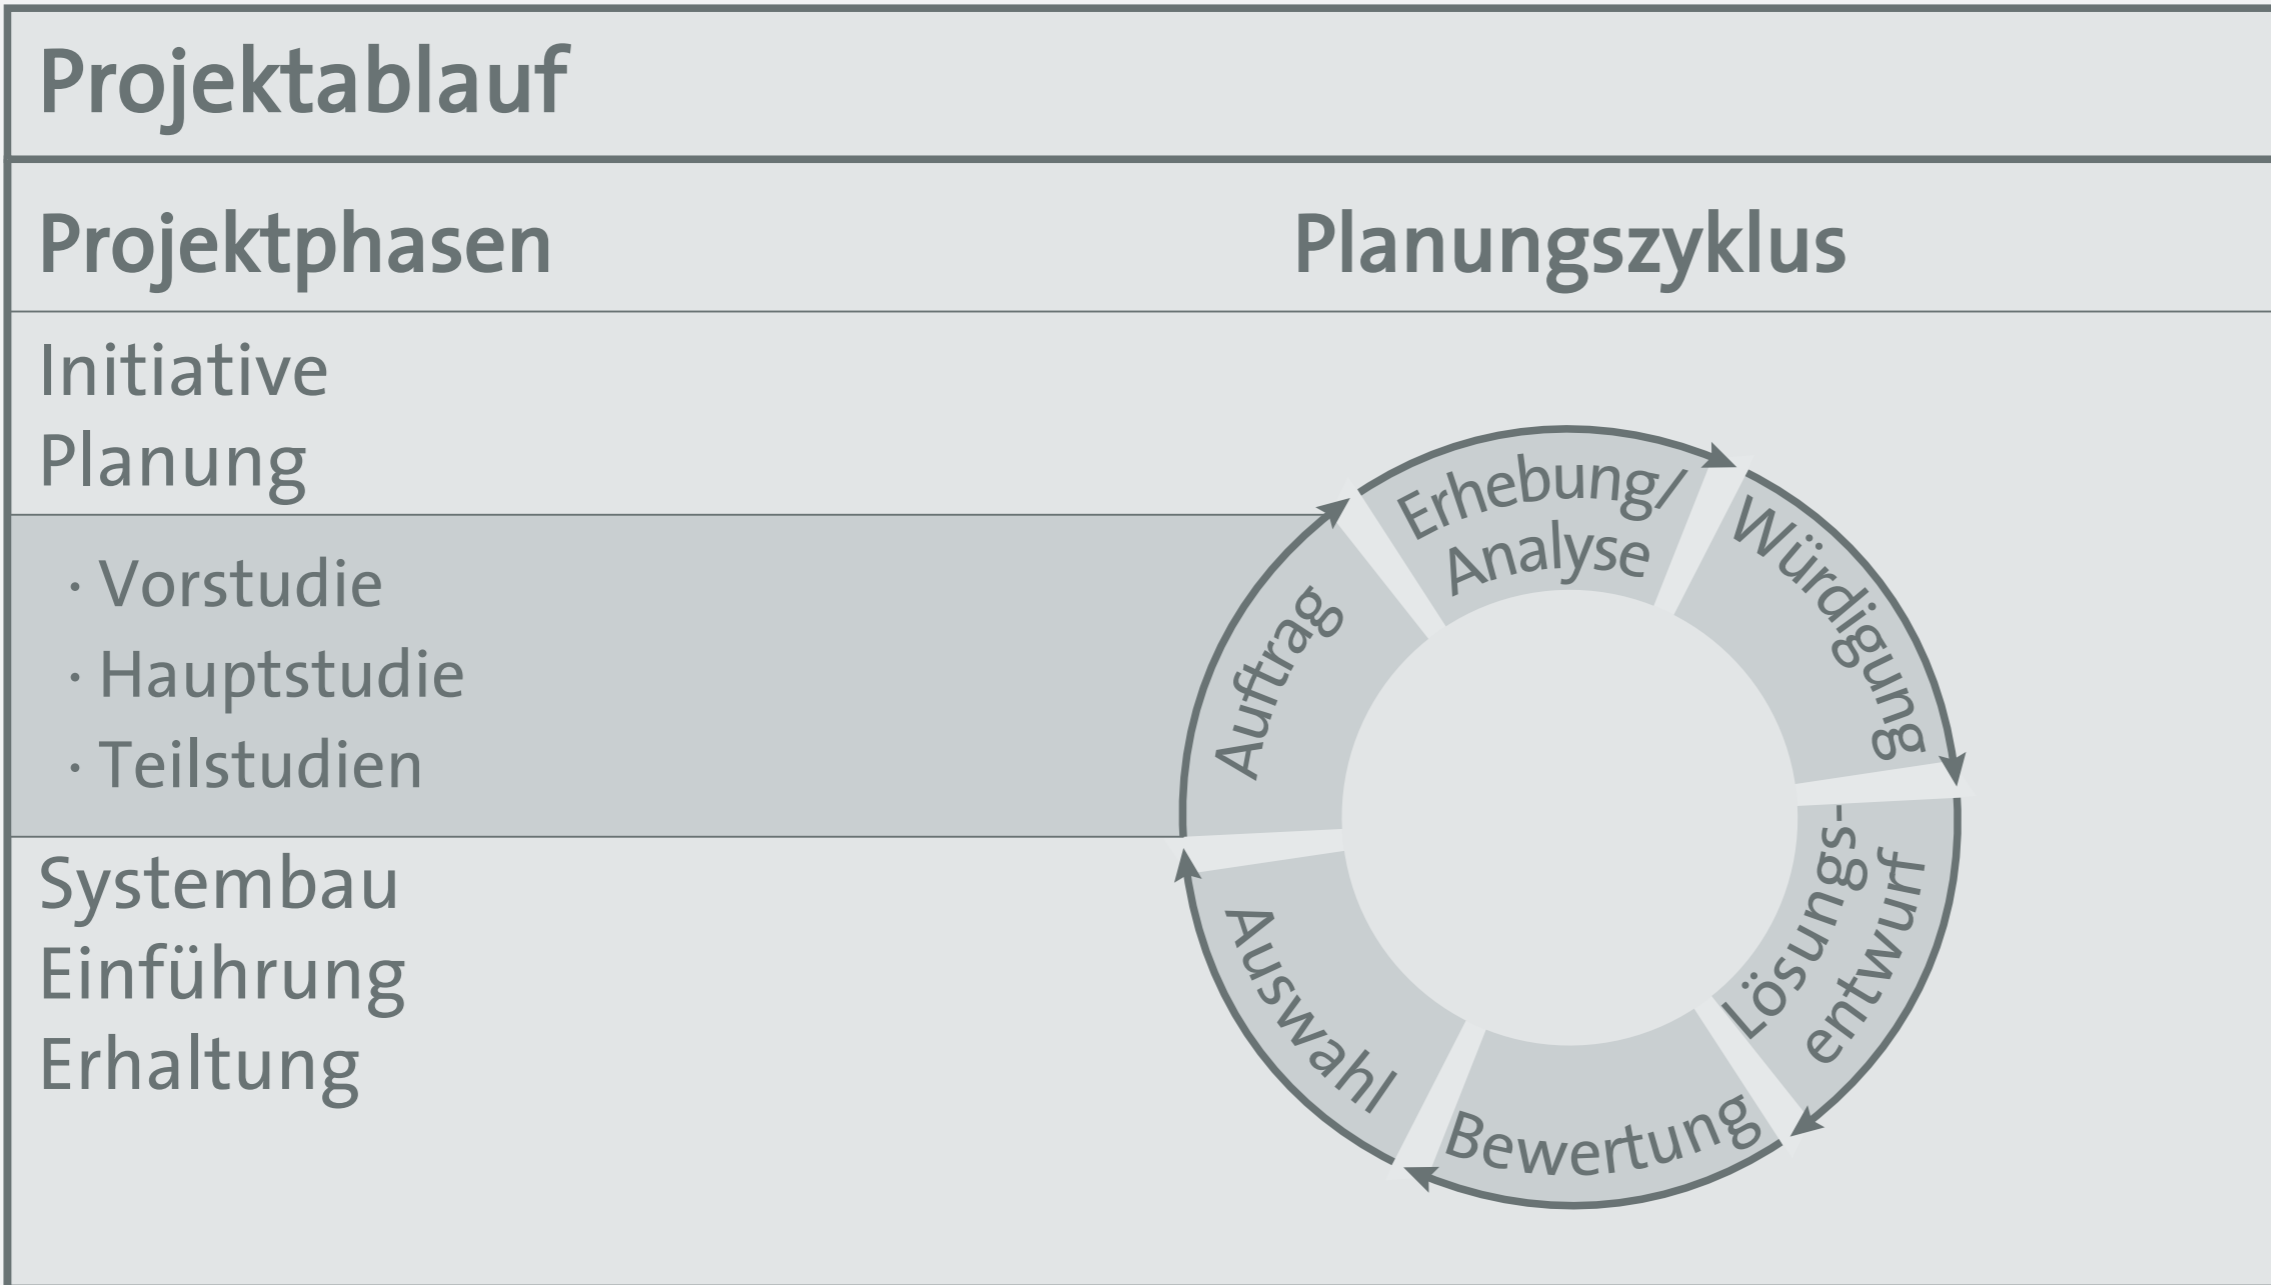 Projektablauf
Projektphasen
Planungszyklus
Initiative
Planung
· Vorstudie
· Hauptstudie
· Teilstudien
Systembau
Einführung
Erhaltung
Auftrag
Erhebung/
Analyse
Würdigung
Lösungs-
entwurf
Bewertung
Auswahl